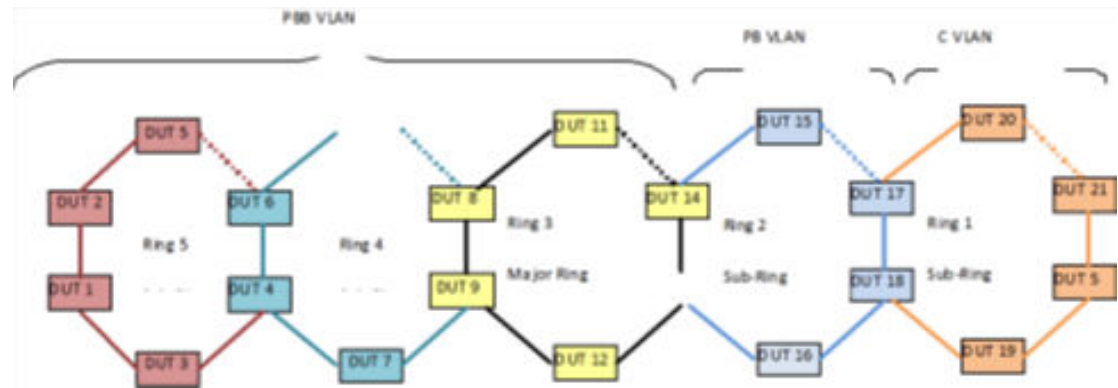 PBB VLAN
PB VLAN
C VLAN
DUT 5
DUT 11
DUT 15
DUT 20
DUT 2
DUT 6
DUT 8
DUT 14
DUT 17
DUT 21
Ring 5
Ring 4
Ring 3
Ring 2
Ring 1
Major Ring
Sub-Ring
Sub-Ring
DUT 1
DUT 4
DUT 9
DUT 18
DUT 5
DUT 3
DUT 7
DUT 12
DUT 16
DUT 19